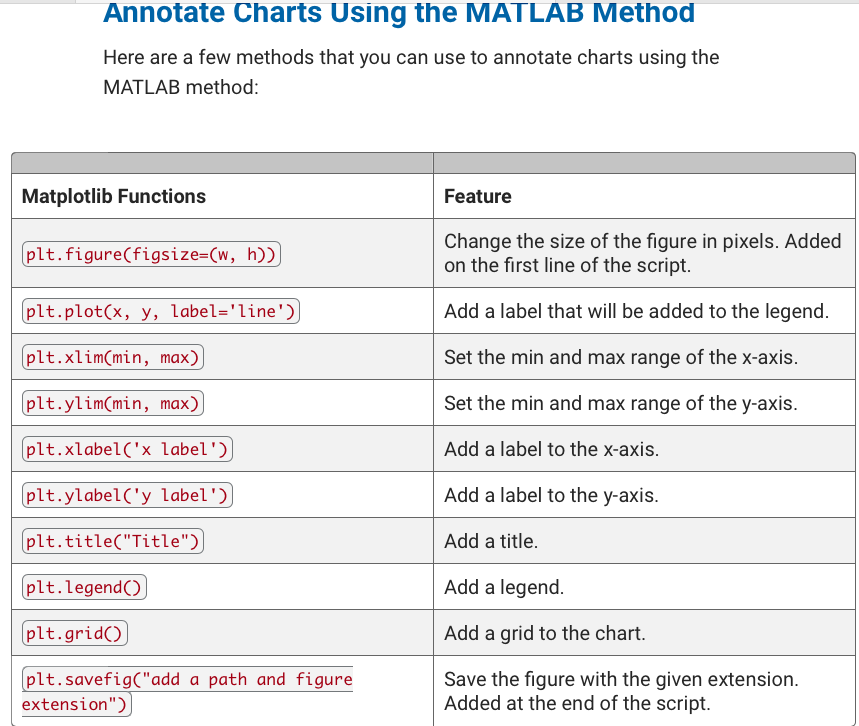 Annotate Charts Using the MATLAB Method
Here are a few methods that you can use to annotate charts using the
MATLAB method:
Matplotlib Functions
Feature
plt.figure(figsize=(w, h))
Change the size of the figure in pixels. Added
on the first line of the script.
plt.plot(x, y, label='line')
Add a label that will be added to the legend.
plt.xlim(min, max)
Set the min and max range of the x-axis.
plt.ylim(min, max)
Set the min and max range of the y-axis.
plt.xlabel('x label')
Add a label to the x-axis.
plt.ylabel('y label')
Add a label to the y-axis.
plt.title("Title")
Add a title.
plt.legend()
Add a legend.
plt.grid()
Add a grid to the chart.
plt.savefig("add a path and figure
extension")
Save the figure with the given extension.
Added at the end of the script.